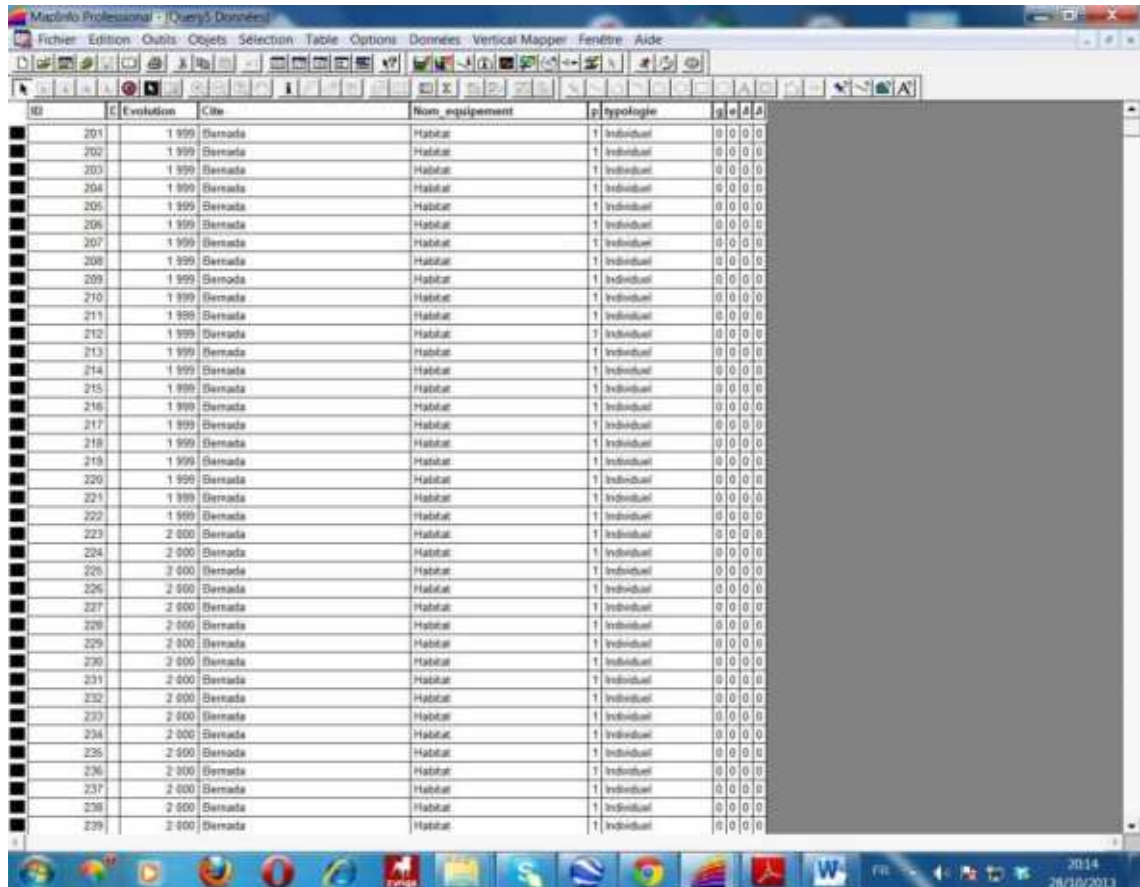 MapInfo Professional - [Query5 Données]
Fichier Edition Outils Objets Sélection Table Options Données Vertical Mapper Fenêtre Aide
ID Evolution Cite Nom_equipement p typologie g e
201 1 999 Bernada Habitat 1 Individuel 0 0 0 0
202 1 999 Bernada Habitat 1 Individuel 0 0 0 0
203 1 999 Bernada Habitat 1 Individuel 0 0 0 0
204 1 999 Bernada Habitat 1 Individuel 0 0 0 0
205 1 999 Bernada Habitat 1 Individuel 0 0 0 0
206 1 999 Bernada Habitat 1 Individuel 0 0 0 0
207 1 999 Bernada Habitat 1 Individuel 0 0 0 0
208 1 999 Bernada Habitat 1 Individuel 0 0 0 0
209 1 999 Bernada Habitat 1 Individuel 0 0 0 0
210 1 999 Bernada Habitat 1 Individuel 0 0 0 0
211 1 999 Bernada Habitat 1 Individuel 0 0 0 0
212 1 999 Bernada Habitat 1 Individuel 0 0 0 0
213 1 999 Bernada Habitat 1 Individuel 0 0 0 0
214 1 999 Bernada Habitat 1 Individuel 0 0 0 0
215 1 999 Bernada Habitat 1 Individuel 0 0 0 0
216 1 999 Bernada Habitat 1 Individuel 0 0 0 0
217 1 999 Bernada Habitat 1 Individuel 0 0 0 0
218 1 999 Bernada Habitat 1 Individuel 0 0 0 0
219 1 999 Bernada Habitat 1 Individuel 0 0 0 0
220 1 999 Bernada Habitat 1 Individuel 0 0 0 0
221 1 999 Bernada Habitat 1 Individuel 0 0 0 0
222 1 999 Bernada Habitat 1 Individuel 0 0 0 0
223 2 000 Bernada Habitat 1 Individuel 0 0 0 0
224 2 000 Bernada Habitat 1 Individuel 0 0 0 0
225 2 000 Bernada Habitat 1 Individuel 0 0 0 0
226 2 000 Bernada Habitat 1 Individuel 0 0 0 0
227 2 000 Bernada Habitat 1 Individuel 0 0 0 0
228 2 000 Bernada Habitat 1 Individuel 0 0 0 0
229 2 000 Bernada Habitat 1 Individuel 0 0 0 0
230 2 000 Bernada Habitat 1 Individuel 0 0 0 0
231 2 000 Bernada Habitat 1 Individuel 0 0 0 0
232 2 000 Bernada Habitat 1 Individuel 0 0 0 0
233 2 000 Bernada Habitat 1 Individuel 0 0 0 0
234 2 000 Bernada Habitat 1 Individuel 0 0 0 0
235 2 000 Bernada Habitat 1 Individuel 0 0 0 0
236 2 000 Bernada Habitat 1 Individuel 0 0 0 0
237 2 000 Bernada Habitat 1 Individuel 0 0 0 0
238 2 000 Bernada Habitat 1 Individuel 0 0 0 0
239 2 000 Bernada Habitat 1 Individuel 0 0 0 0
zynga
FR
20:14
26/10/2013